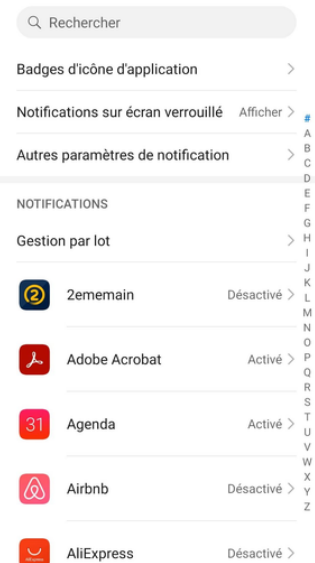 Rechercher
Badges d'icône d'application
Notifications sur écran verrouillé Afficher
Autres paramètres de notification
NOTIFICATIONS
Gestion par lot
2ememain Désactivé
Adobe Acrobat Activé
31 Agenda Activé
Airbnb Désactivé
AliExpress Désactivé
#
A
B
C
D
E
F
G
H
I
J
K
L
M
N
O
P
Q
R
S
T
U
V
W
X
Y
Z